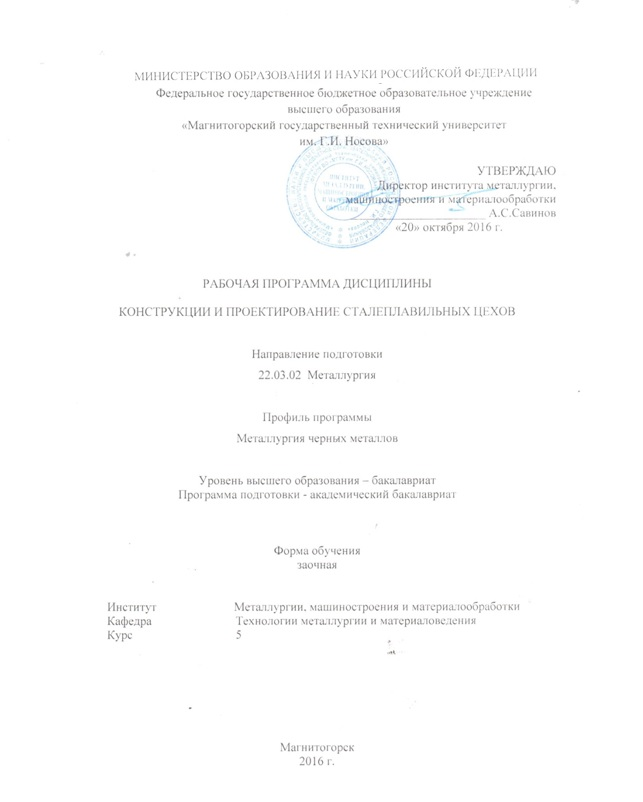 МИНИСТЕРСТВО ОБРАЗОВАНИЯ И НАУКИ РОССИЙСКОЙ ФЕДЕРАЦИИ
Федеральное государственное бюджетное образовательное учреждение
высшего образования
«Магнитогорский государственный технический университет
им. Г.И. Носова»
УТВЕРЖДАЮ
Директор института металлургии,
машиностроения и материалообработки
А.С.Савинов
«20» октября 2016 г.
РАБОЧАЯ ПРОГРАММА ДИСЦИПЛИНЫ
КОНСТРУКЦИИ И ПРОЕКТИРОВАНИЕ СТАЛЕПЛАВИЛЬНЫХ ЦЕХОВ
Направление подготовки
22.03.02 Металлургия
Профиль программы
Металлургия черных металлов
Уровень высшего образования – бакалавриат
Программа подготовки - академический бакалавриат
Форма обучения
заочная
Институт Металлургии, машиностроения и материалообработки
Кафедра Технологии металлургии и материаловедения
Курс 5
Магнитогорск
2016 г.